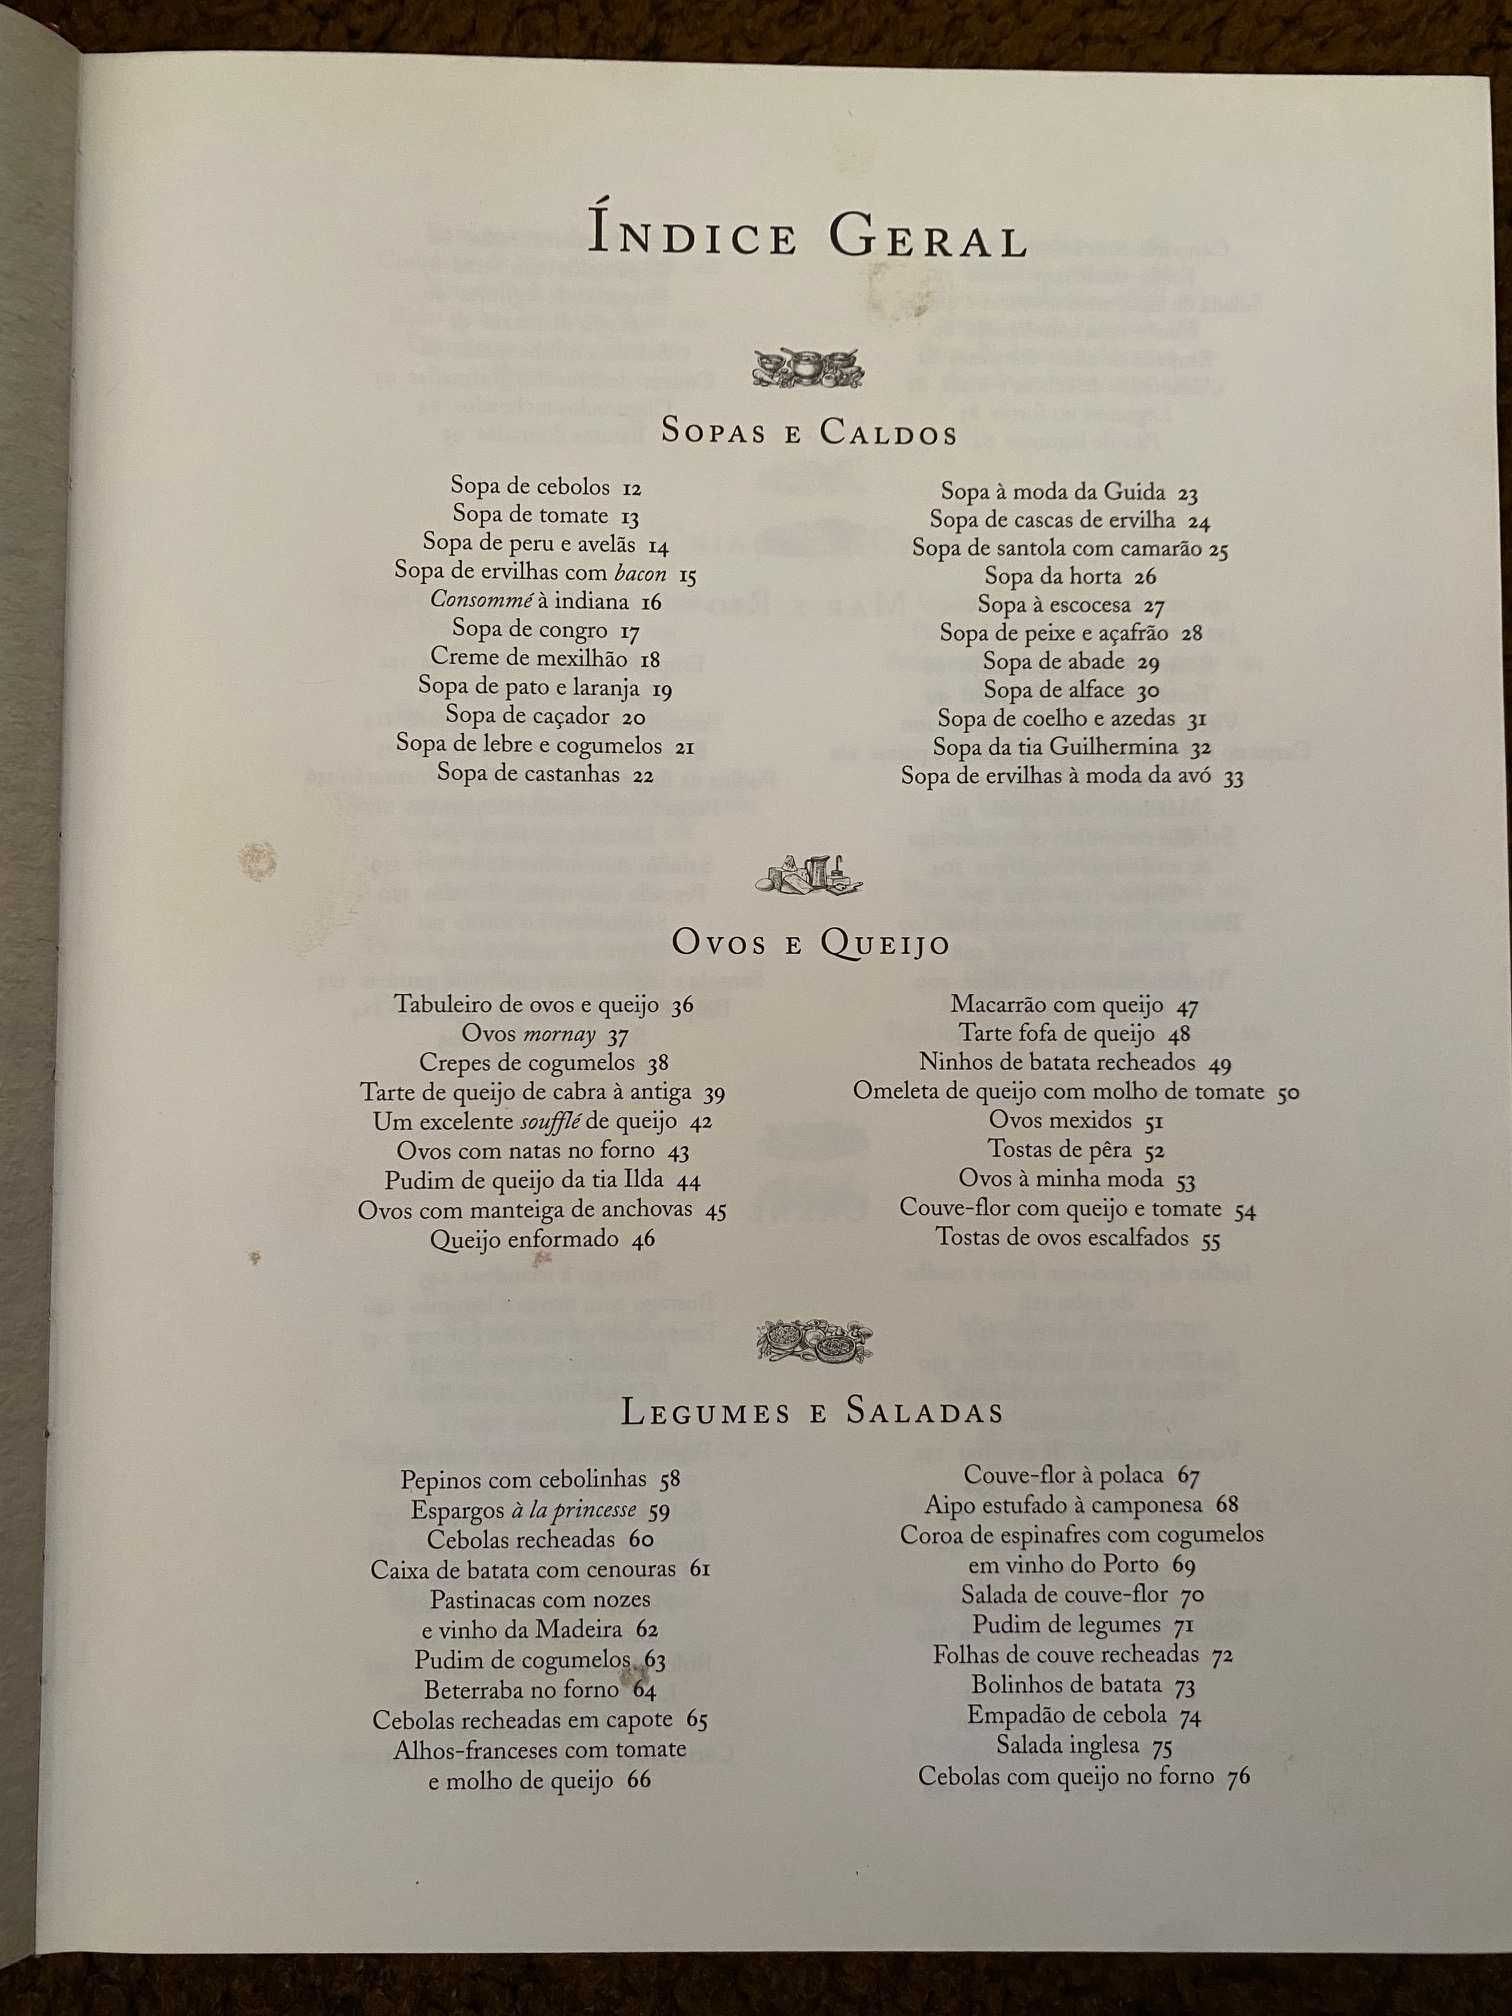 ÍNDICE GERAL
SOPAS E CALDOS
Sopa de cebolos 12
Sopa de tomate 13
Sopa de peru e avelãs 14
Sopa de ervilhas com bacon 15
Consommé à indiana 16
Sopa de congro 17
Creme de mexilhão 18
Sopa de pato e laranja 19
Sopa de caçador 20
Sopa de lebre e cogumelos 21
Sopa de castanhas 22
Sopa à moda da Guida 23
Sopa de cascas de ervilha 24
Sopa de santola com camarão 25
Sopa da horta 26
Sopa à escocesa 27
Sopa de peixe e açafrão 28
Sopa de abade 29
Sopa de alface 30
Sopa de coelho e azedas 31
Sopa da tia Guilhermina 32
Sopa de ervilhas à moda da avó 33
OVOS E QUEIJO
Tabuleiro de ovos e queijo 36
Ovos mornay 37
Crepes de cogumelos 38
Tarte de queijo de cabra à antiga 39
Um excelente soufflé de queijo 42
Ovos com natas no forno 43
Pudim de queijo da tia Ilda 44
Ovos com manteiga de anchovas 45
Queijo enformado 46
Macarrão com queijo 47
Tarte fofa de queijo 48
Ninhos de batata recheados 49
Omeleta de queijo com molho de tomate 50
Ovos mexidos 51
Tostas de pêra 52
Ovos à minha moda 53
Couve-flor com queijo e tomate 54
Tostas de ovos escalfados 55
LEGUMES E SALADAS
Pepinos com cebolinhas 58
Espargos à la princesse 59
Cebolas recheadas 60
Caixa de batata com cenouras 61
Pastinacas com nozes
e vinho da Madeira 62
Pudim de cogumelos 63
Beterraba no forno 64
Cebolas recheadas em capote 65
Alhos-franceses com tomate
e molho de queijo 66
Couve-flor à polaca 67
Aipo estufado à camponesa 68
Coroa de espinafres com cogumelos
em vinho do Porto 69
Salada de couve-flor 70
Pudim de legumes 71
Folhas de couve recheadas 72
Bolinhos de batata 73
Empadão de cebola 74
Salada inglesa 75
Cebolas com queijo no forno 76